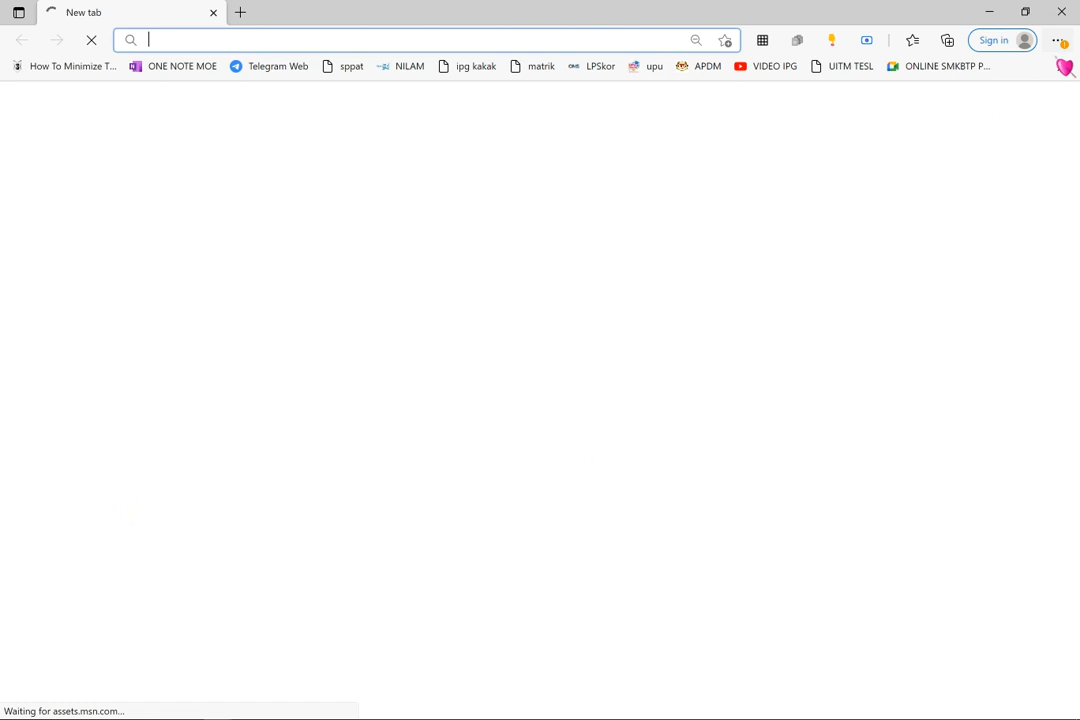 New tab
Sign in
How To Minimize T...
ONE NOTE MOE
Telegram Web
sppat
NILAM
ipg kakak
matrik
LPSkor
upu
APDM
VIDEO IPG
UITM TESL
ONLINE SMKBTP P...
Waiting for assets.msn.com...